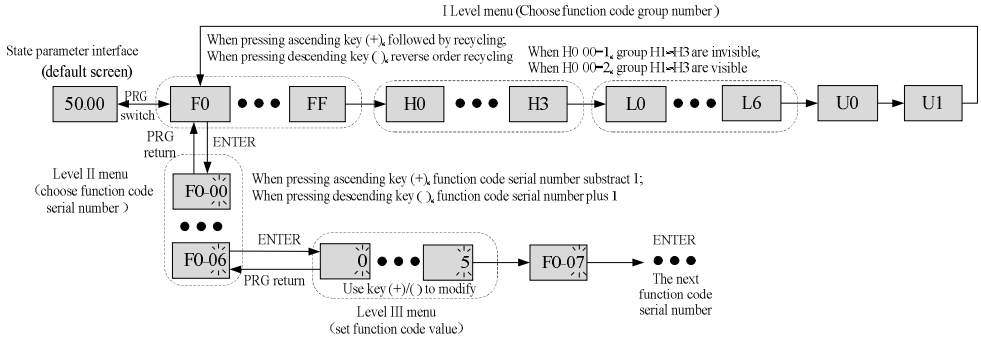 I Level menu (Choose function code group number)
State parameter interface
(default screen)
When pressing ascending key (+), followed by recycling;
When pressing descending key ( ), reverse order recycling
When H0 00=1, group H1~H3 are invisible;
When H0 00=2, group H1~H3 are visible
50.00
PRG
switch
F0
FF
H0
H3
L0
L6
U0
U1
PRG
return
ENTER
Level II menu
(choose function code
serial number )
F0-00
When pressing ascending key (+), function code serial number substract 1;
When pressing descending key ( ), function code serial number plus 1
F0-06
ENTER
PRG return
0
5
Use key (+)/( ) to modify
F0-07
ENTER
The next
function code
serial number
Level III menu
(set function code value)